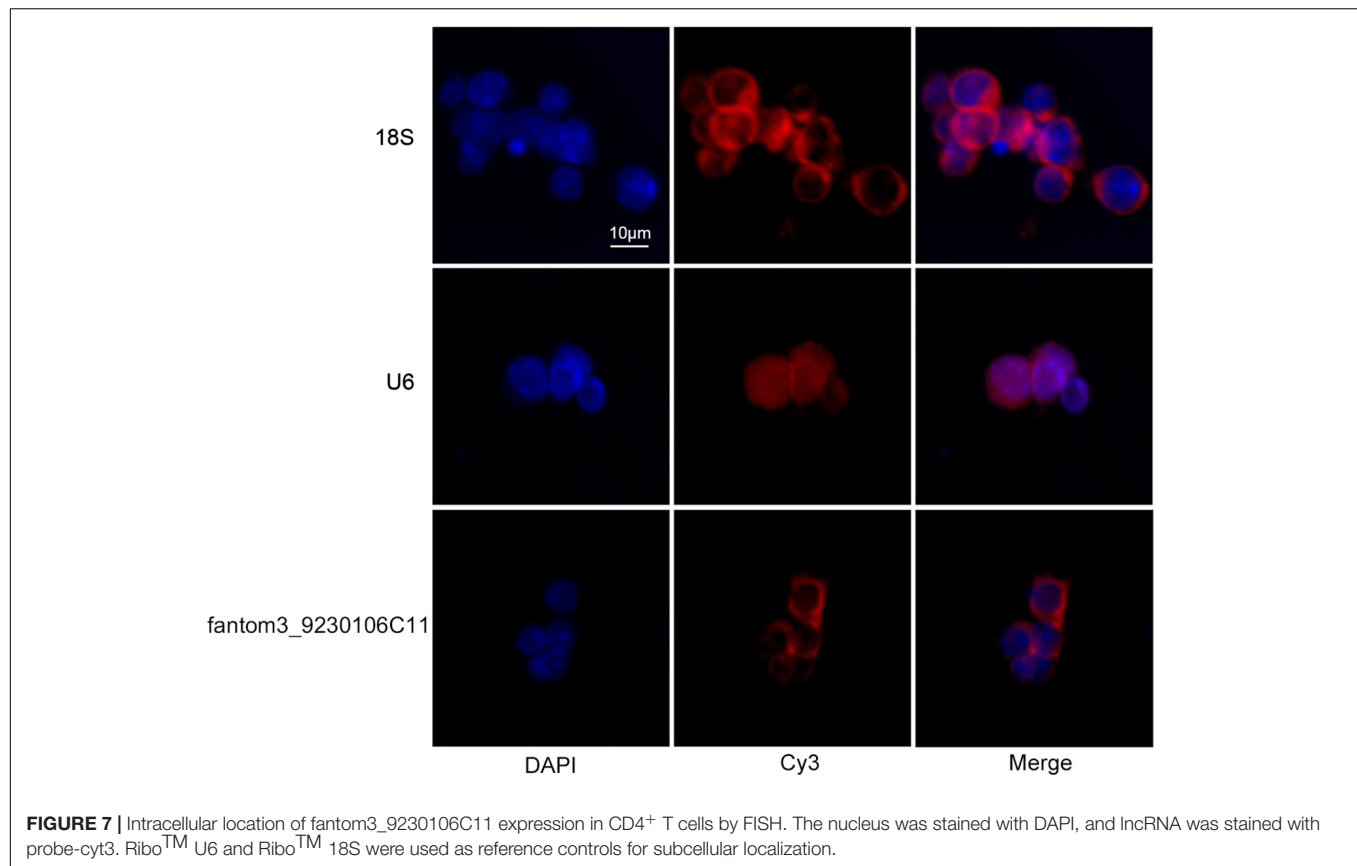 18S
10μm
U6
fantom3_9230106C11
DAPI Cy3 Merge
FIGURE 7 | Intracellular location of fantom3_9230106C11 expression in CD4+ T cells by FISH. The nucleus was stained with DAPI, and lncRNA was stained with
probe-cyt3. Ribo™ U6 and Ribo™ 18S were used as reference controls for subcellular localization.